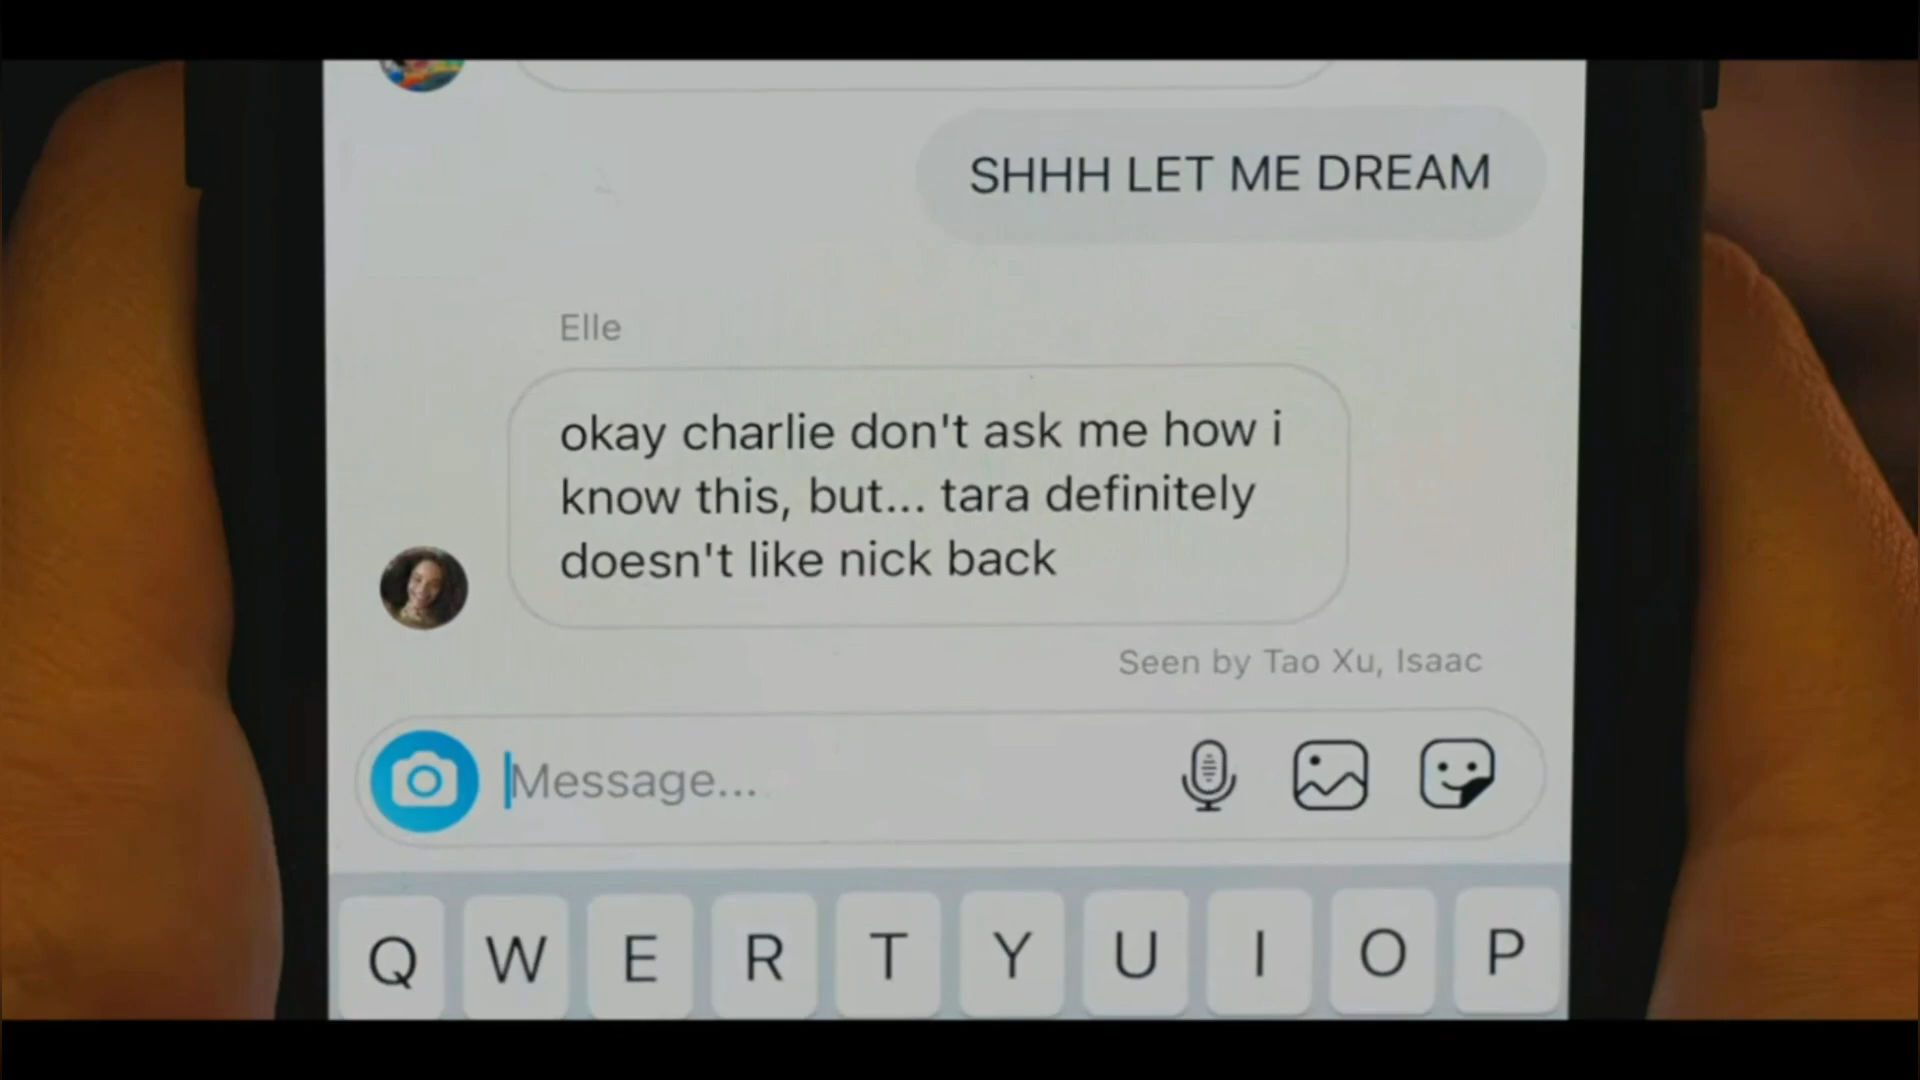 SHHH LET ME DREAM
Elle
okay charlie don't ask me how i
know this, but... tara definitely
doesn't like nick back
Seen by Tao Xu, Isaac
Message...
Q W E R T Y U I O P